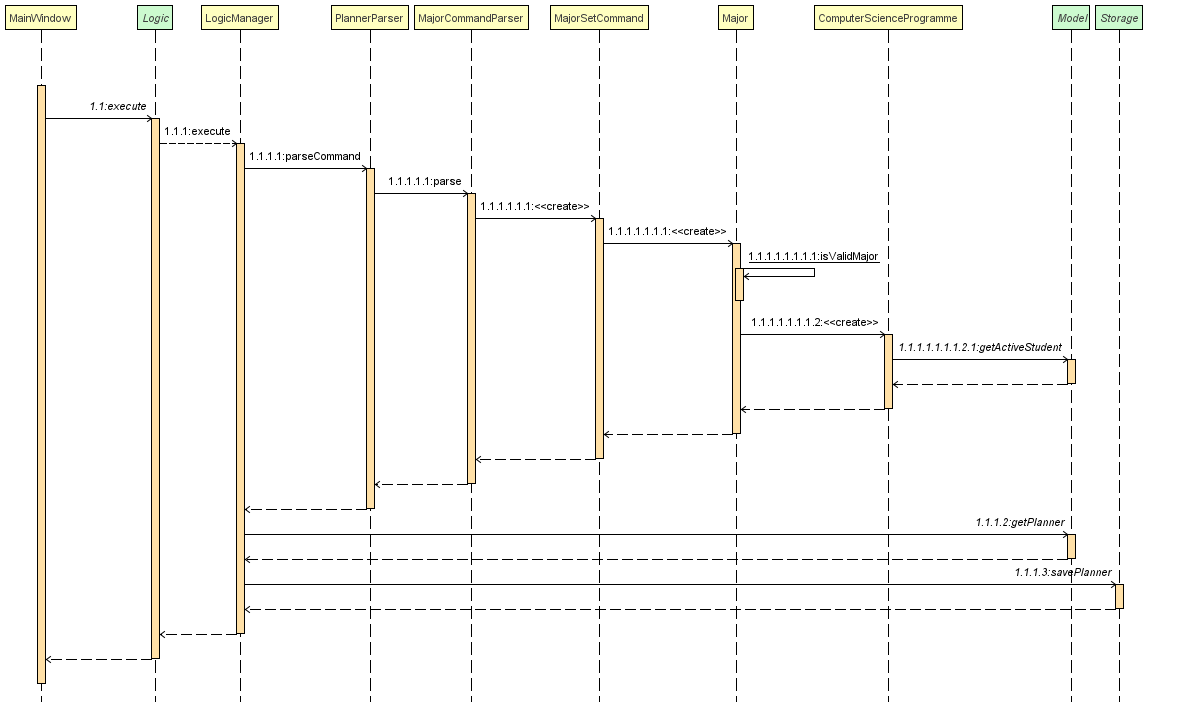 MainWindow
Logic
LogicManager
PlannerParser
MajorCommandParser
MajorSetCommand
Major
ComputerScienceProgramme
Model
Storage
1.1:execute
1.1.1:execute
1.1.1.1:parseCommand
1.1.1.1.1:parse
1.1.1.1.1.1:<<create>>
1.1.1.1.1.1.1:<<create>>
1.1.1.1.1.1.1.1:isValidMajor
1.1.1.1.1.1.1.2:<<create>>
1.1.1.1.1.1.1.2.1:getActiveStudent
1.1.1.2:getPlanner
1.1.1.3:savePlanner